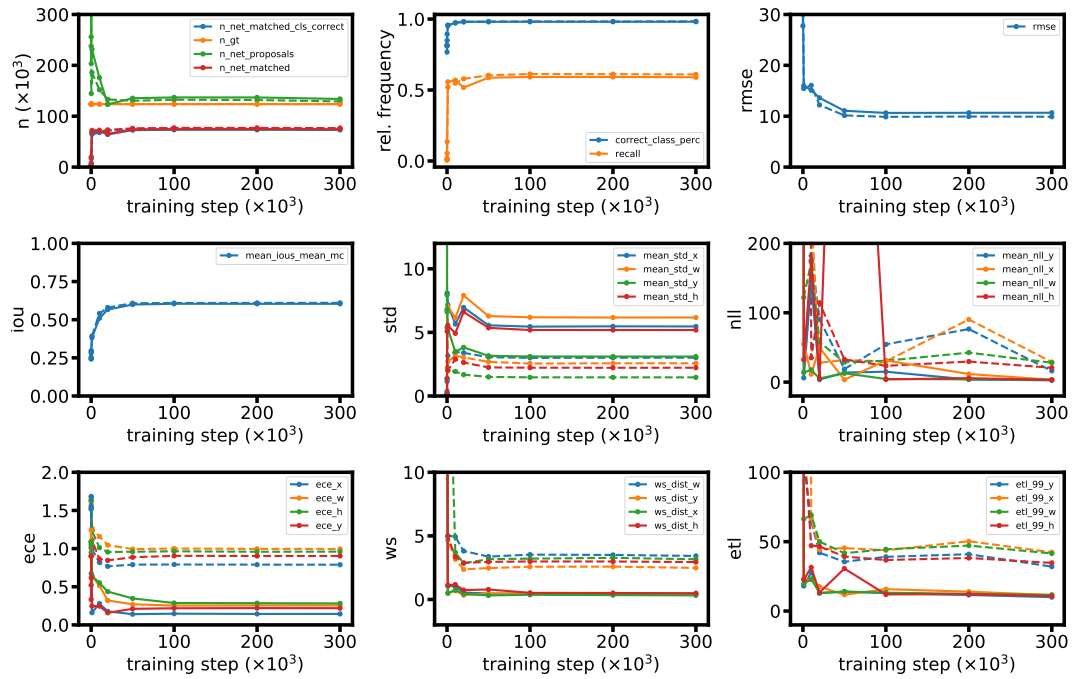 n (×10³)
30
20
10
0
n_net_matched_cls_correct
n_gt
n_net_proposals
n_net_matched
0
100
200
300
training step (×10³)
rel. frequency
1.0
0.5
0.0
correct_class_perc
recall
0
100
200
300
training step (×10³)
rmse
30
20
10
0
rmse
0
100
200
300
training step (×10³)
iou
1.00
0.75
0.50
0.25
0.00
mean_ious_mean_mc
0
100
200
300
training step (×10³)
std
10
5
0
mean_std_x
mean_std_w
mean_std_y
mean_std_h
0
100
200
300
training step (×10³)
nll
200
100
0
mean_nll_y
mean_nll_x
mean_nll_w
mean_nll_h
0
100
200
300
training step (×10³)
ece
2.0
1.5
1.0
0.5
0.0
ece_x
ece_w
ece_h
ece_y
0
100
200
300
training step (×10³)
ws
10
5
0
ws_dist_w
ws_dist_y
ws_dist_x
ws_dist_h
0
100
200
300
training step (×10³)
etl
100
50
0
etl_99_y
etl_99_x
etl_99_w
etl_99_h
0
100
200
300
training step (×10³)